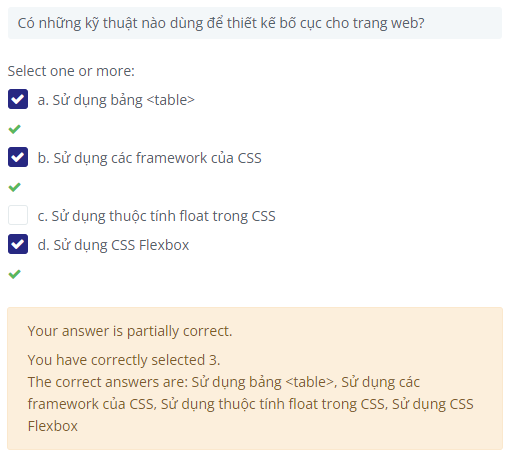 Có những kỹ thuật nào dùng để thiết kế bố cục cho trang web?
Select one or more:
a. Sử dụng bảng <table>
b. Sử dụng các framework của CSS
c. Sử dụng thuộc tính float trong CSS
d. Sử dụng CSS Flexbox
Your answer is partially correct.
You have correctly selected 3.
The correct answers are: Sử dụng bảng <table>, Sử dụng các
framework của CSS, Sử dụng thuộc tính float trong CSS, Sử dụng CSS
Flexbox